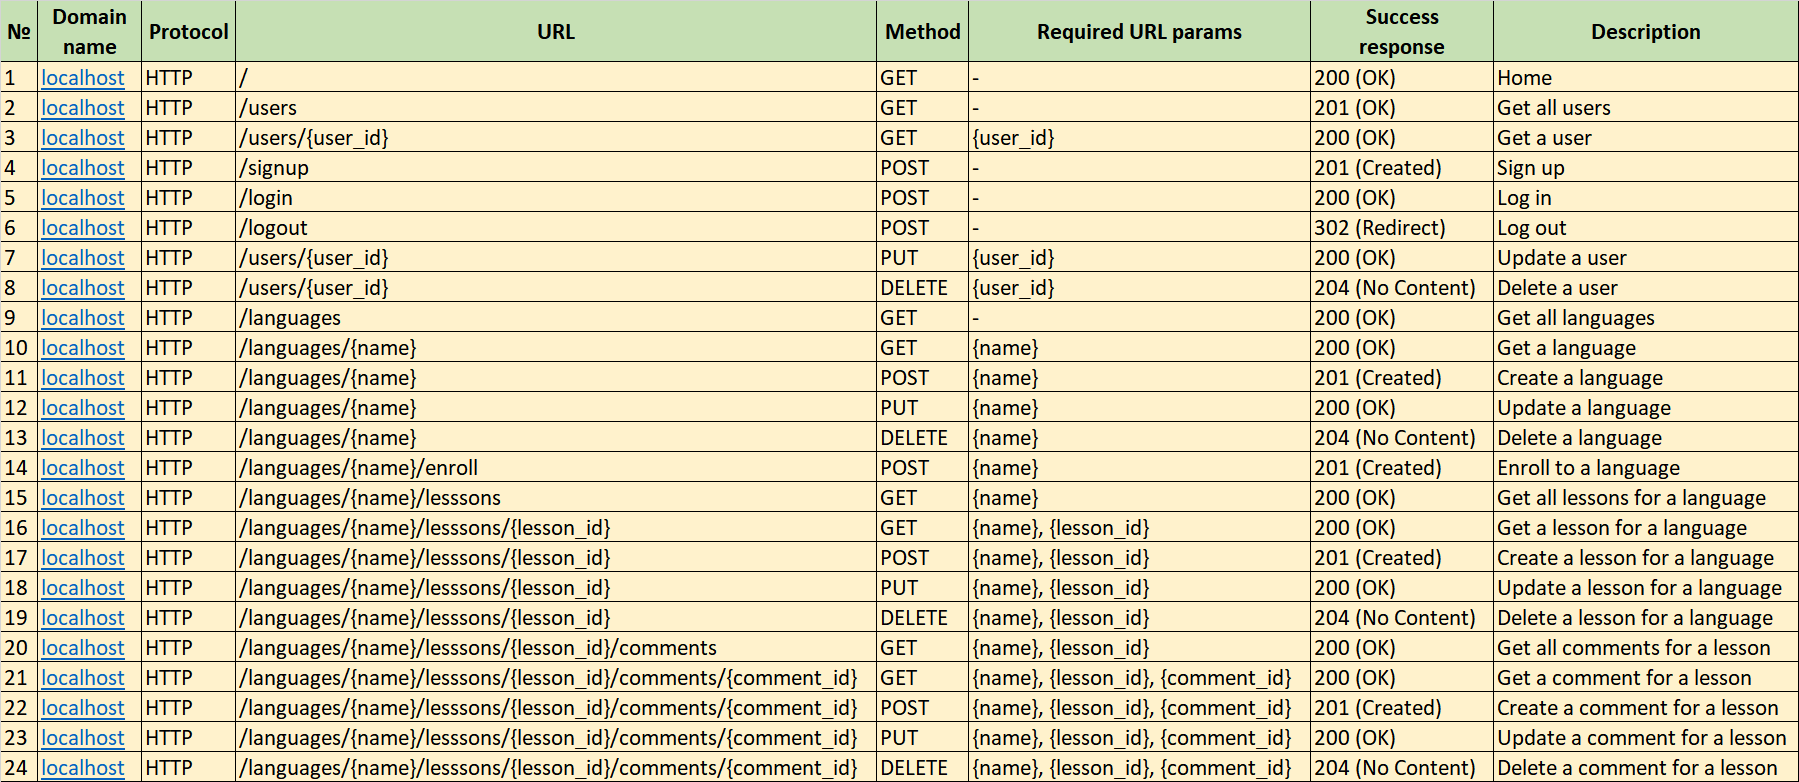 № Domain name Protocol URL Method Required URL params Success response Description
1 localhost HTTP / GET - 200 (OK) Home
2 localhost HTTP /users GET - 201 (OK) Get all users
3 localhost HTTP /users/{user_id} GET {user_id} 200 (OK) Get a user
4 localhost HTTP /signup POST - 201 (Created) Sign up
5 localhost HTTP /login POST - 200 (OK) Log in
6 localhost HTTP /logout POST - 302 (Redirect) Log out
7 localhost HTTP /users/{user_id} PUT {user_id} 200 (OK) Update a user
8 localhost HTTP /users/{user_id} DELETE {user_id} 204 (No Content) Delete a user
9 localhost HTTP /languages GET - 200 (OK) Get all languages
10 localhost HTTP /languages/{name} GET {name} 200 (OK) Get a language
11 localhost HTTP /languages/{name} POST {name} 201 (Created) Create a language
12 localhost HTTP /languages/{name} PUT {name} 200 (OK) Update a language
13 localhost HTTP /languages/{name} DELETE {name} 204 (No Content) Delete a language
14 localhost HTTP /languages/{name}/enroll POST {name} 201 (Created) Enroll to a language
15 localhost HTTP /languages/{name}/lesssons GET {name} 200 (OK) Get all lessons for a language
16 localhost HTTP /languages/{name}/lesssons/{lesson_id} GET {name}, {lesson_id} 200 (OK) Get a lesson for a language
17 localhost HTTP /languages/{name}/lesssons/{lesson_id} POST {name}, {lesson_id} 201 (Created) Create a lesson for a language
18 localhost HTTP /languages/{name}/lesssons/{lesson_id} PUT {name}, {lesson_id} 200 (OK) Update a lesson for a language
19 localhost HTTP /languages/{name}/lesssons/{lesson_id} DELETE {name}, {lesson_id} 204 (No Content) Delete a lesson for a language
20 localhost HTTP /languages/{name}/lesssons/{lesson_id}/comments GET {name}, {lesson_id} 200 (OK) Get all comments for a lesson
21 localhost HTTP /languages/{name}/lesssons/{lesson_id}/comments/{comment_id} GET {name}, {lesson_id}, {comment_id} 200 (OK) Get a comment for a lesson
22 localhost HTTP /languages/{name}/lesssons/{lesson_id}/comments/{comment_id} POST {name}, {lesson_id}, {comment_id} 201 (Created) Create a comment for a lesson
23 localhost HTTP /languages/{name}/lesssons/{lesson_id}/comments/{comment_id} PUT {name}, {lesson_id}, {comment_id} 200 (OK) Update a comment for a lesson
24 localhost HTTP /languages/{name}/lesssons/{lesson_id}/comments/{comment_id} DELETE {name}, {lesson_id}, {comment_id} 204 (No Content) Delete a comment for a lesson